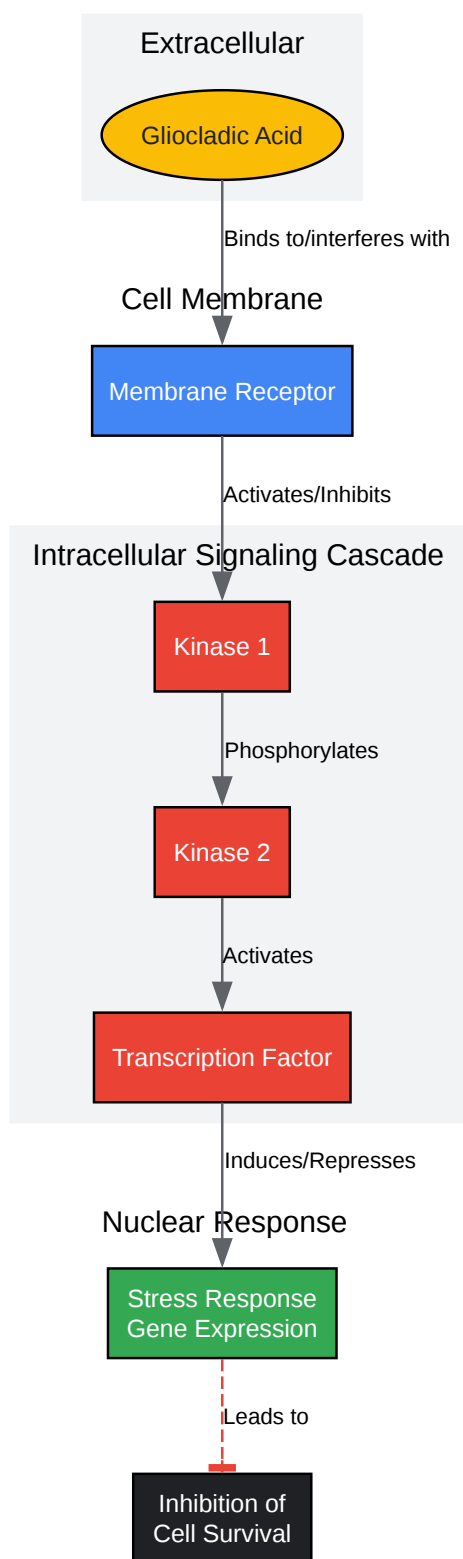 Extracellular
Gliocladic Acid
Binds to/interferes with
Cell Membrane
Membrane Receptor
Activates/Inhibits
Intracellular Signaling Cascade
Kinase 1
Phosphorylates
Kinase 2
Activates
Transcription Factor
Induces/Represses
Nuclear Response
Stress Response
Gene Expression
Leads to
Inhibition of
Cell Survival